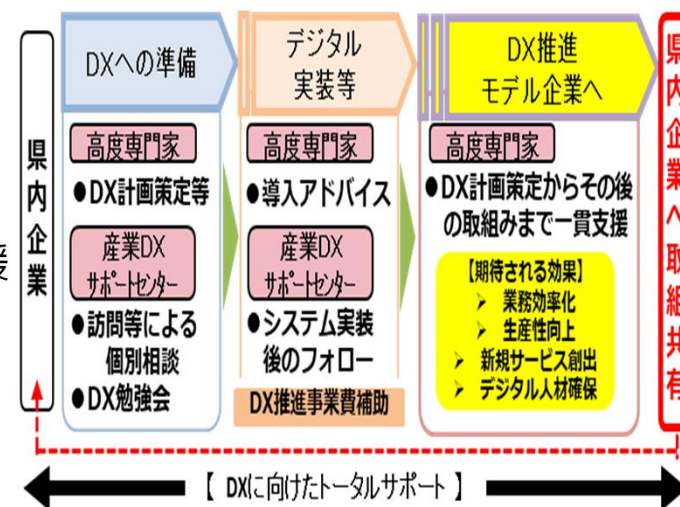 県内企業
DXへの準備
高度専門家
●DX計画策定等
産業DX
サポートセンター
●訪問等による
個別相談
●DX勉強会
デジタル
実装等
高度専門家
●導入アドバイス
産業DX
サポートセンター
●システム実装
後のフォロー
DX推進事業費補助
DX推進
モデル企業へ
高度専門家
●DX計画策定からその後
の取組みまで一貫支援
【期待される効果】
➢ 業務効率化
➢ 生産性向上
➢ 新規サービス創出
➢ デジタル人材確保
県内企業へ取組共有
援
【 DXに向けたトータルサポート 】